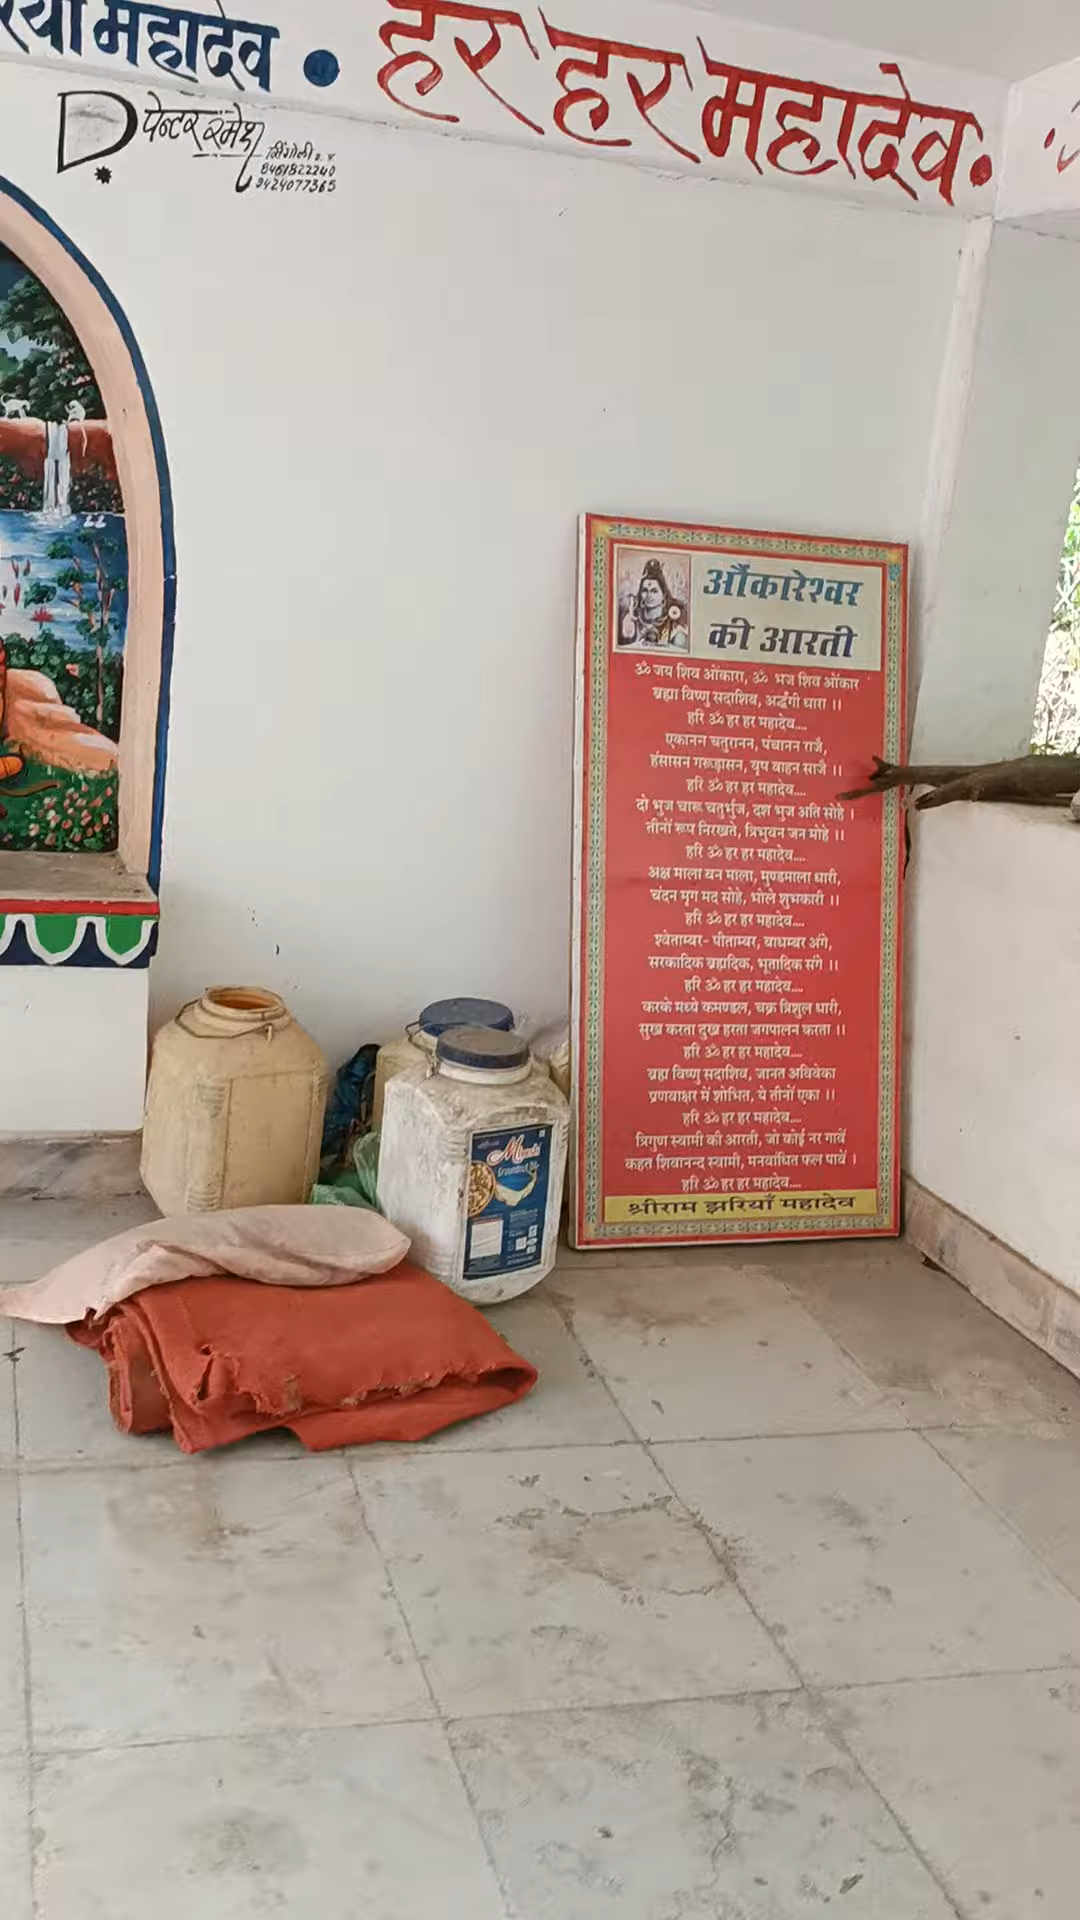 रया महादेव • हर हर महादेव •
पेन्टर रमेश
सिंगोली म. प्र.
9461822240
9424077365
ओंकारेश्वर
की आरती
ॐ जय शिव ओंकारा, ॐ भज शिव ओंकार
ब्रह्मा विष्णु सदाशिव, अर्द्धंगी धारा ।।
हरि ॐ हर हर महादेव....
एकानन चतुरानन, पंचानन राजै,
हंसासन गरूड़ासन, वृष वाहन साजै ।।
हरि ॐ हर हर महादेव....
दो भुज चारू चतुर्भुज, दश भुज अति सोहे ।
तीनों रूप निरखते, त्रिभुवन जन मोहे ।।
हरि ॐ हर हर महादेव....
अक्ष माला वन माला, मुण्डमाला धारी,
चंदन मृग मद सोहे, भोले शुभकारी ।।
हरि ॐ हर हर महादेव....
श्वेताम्बर- पीताम्बर, बाघम्बर अंगे,
सरकादिक ब्रह्मदिक, भूतादिक संगे ।।
हरि ॐ हर हर महादेव....
करके मध्ये कमण्डल, चक्र त्रिशुल धारी,
सुख करता दुख हरता जगपालन करता ।।
हरि ॐ हर हर महादेव....
ब्रह्म विष्णु सदाशिव, जानत अविवेका
प्रणवाक्षर में शोभित, ये तीनों एका ।।
हरि ॐ हर हर महादेव....
त्रिगुण स्वामी की आरती, जो कोई नर गावें
कहत शिवानन्द स्वामी, मनवांधित फल पावें ।
हरि ॐ हर हर महादेव....
श्रीराम झरियाँ महादेव